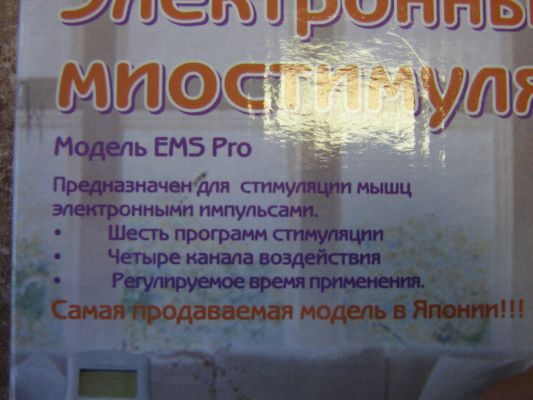 Электронны
миостимуля
Модель EMS Pro
Предназначен для стимуляции мышц
электронными импульсами.
• Шесть программ стимуляции
• Четыре канала воздействия
• Регулируемое время применения.
Самая продаваемая модель в Японии!!!